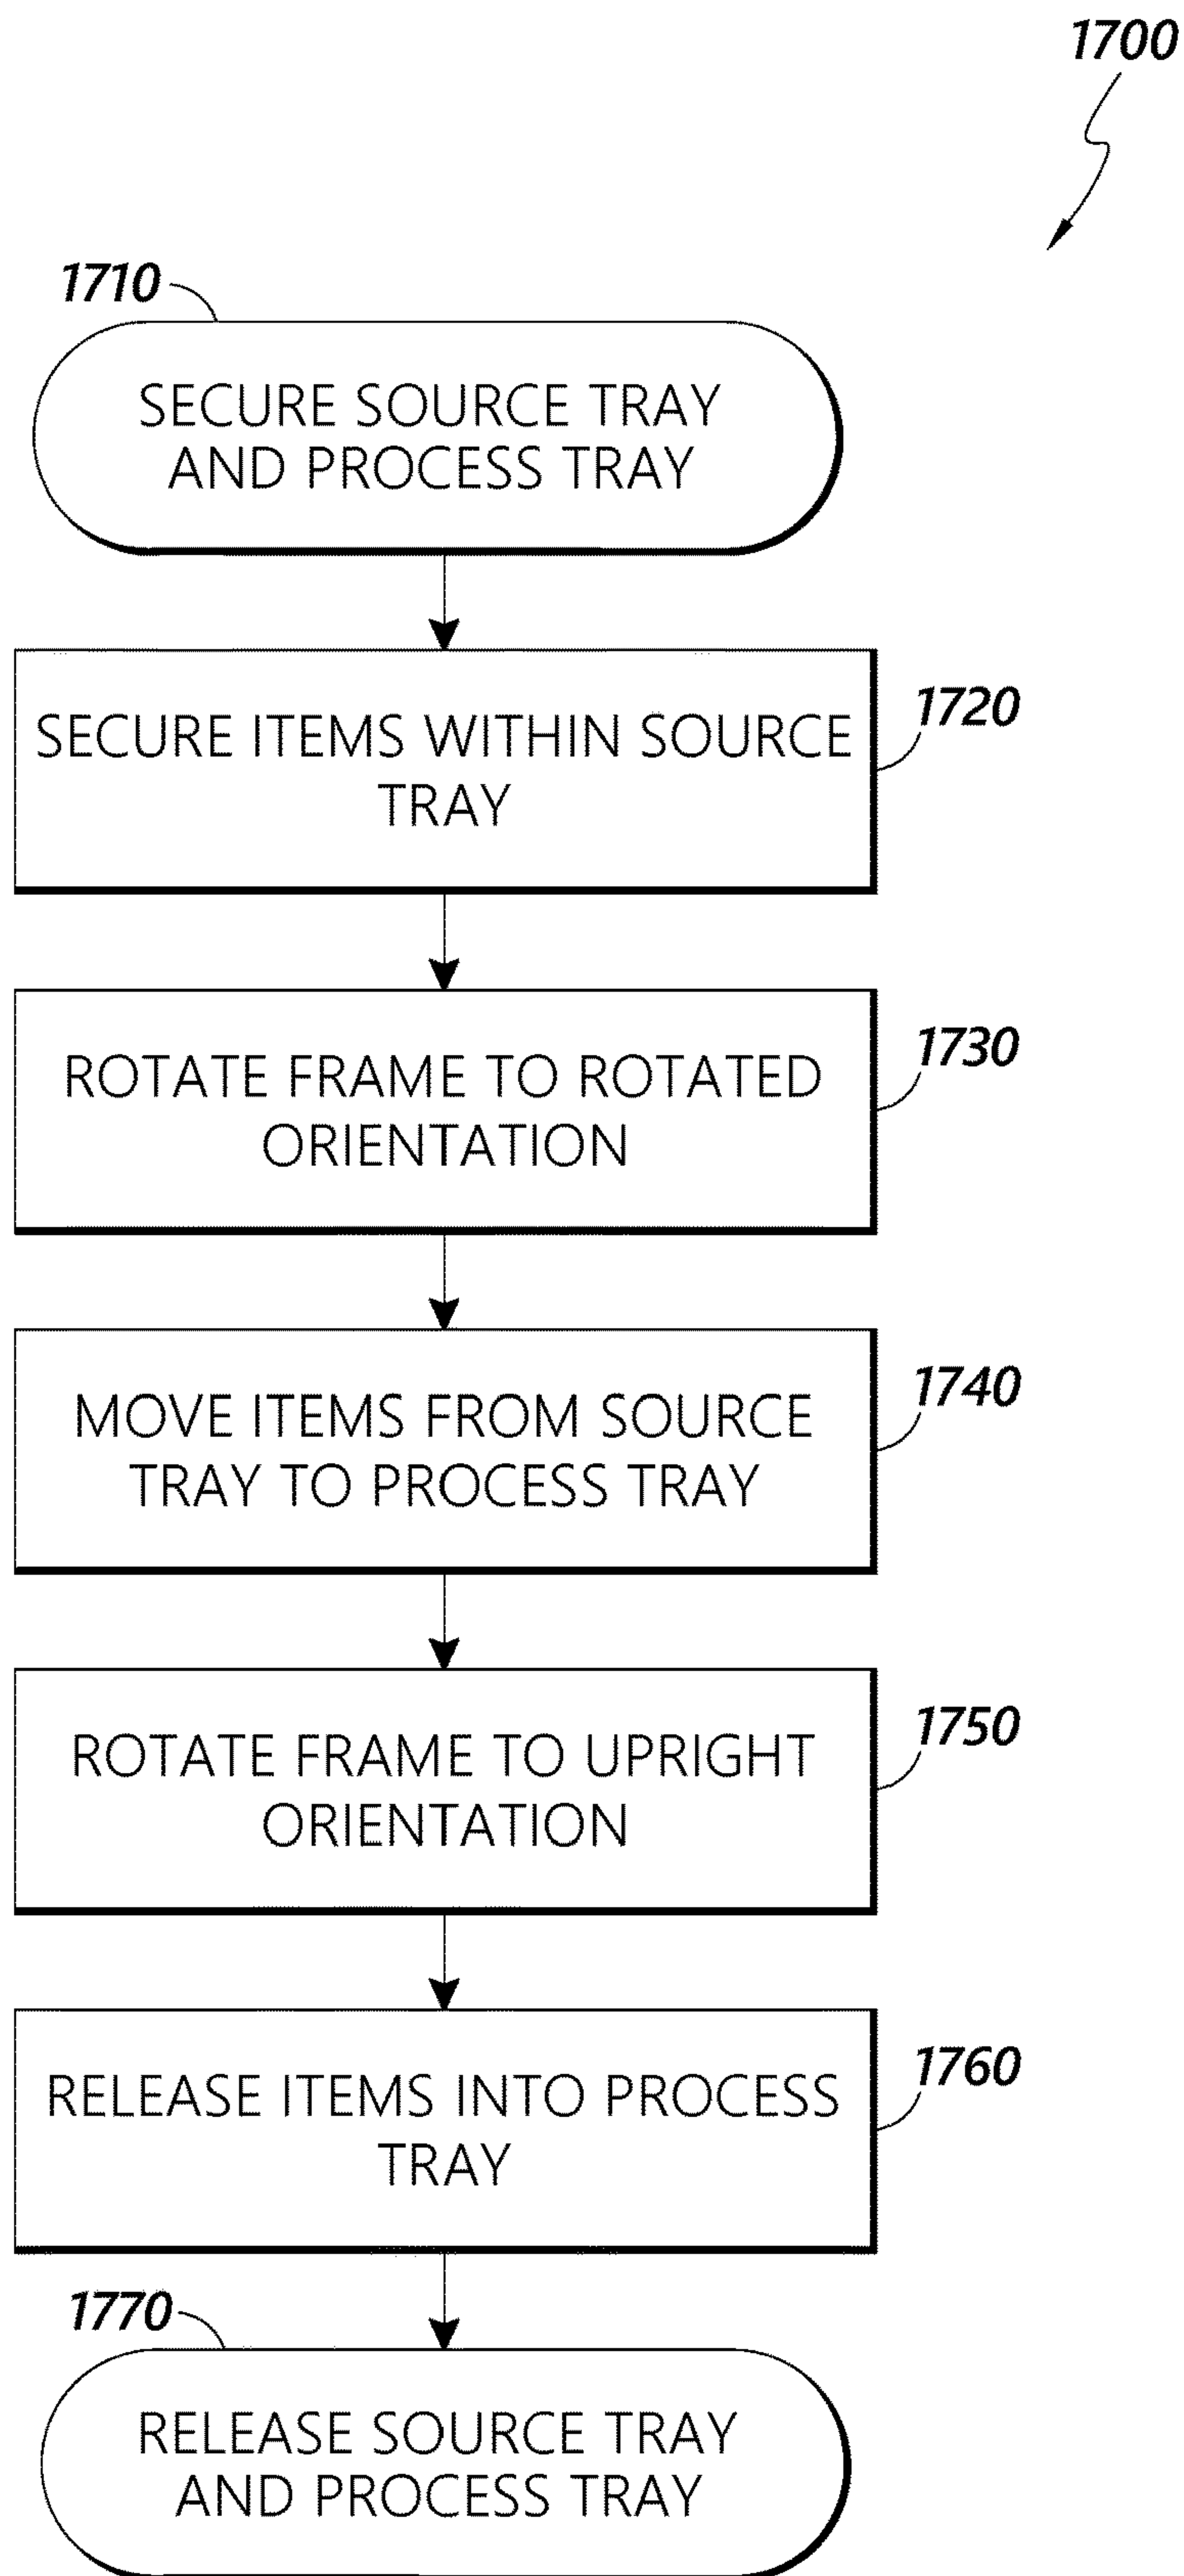 1700
1710
SECURE SOURCE TRAY
AND PROCESS TRAY
SECURE ITEMS WITHIN SOURCE
TRAY
1720
ROTATE FRAME TO ROTATED
ORIENTATION
1730
MOVE ITEMS FROM SOURCE
TRAY TO PROCESS TRAY
1740
ROTATE FRAME TO UPRIGHT
ORIENTATION
1750
RELEASE ITEMS INTO PROCESS
TRAY
1760
1770
RELEASE SOURCE TRAY
AND PROCESS TRAY